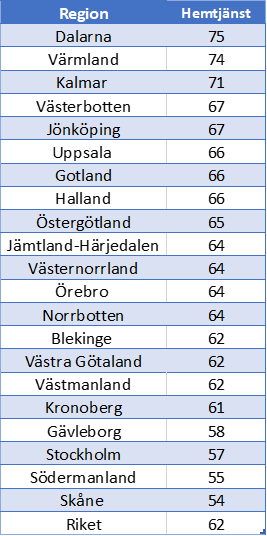 Region Hemtjänst
Dalarna 75
Värmland 74
Kalmar 71
Västerbotten 67
Jönköping 67
Uppsala 66
Gotland 66
Halland 66
Östergötland 65
Jämtland-Härjedalen 64
Västernorrland 64
Örebro 64
Norrbotten 64
Blekinge 62
Västra Götaland 62
Västmanland 62
Kronoberg 61
Gävleborg 58
Stockholm 57
Södermanland 55
Skåne 54
Riket 62